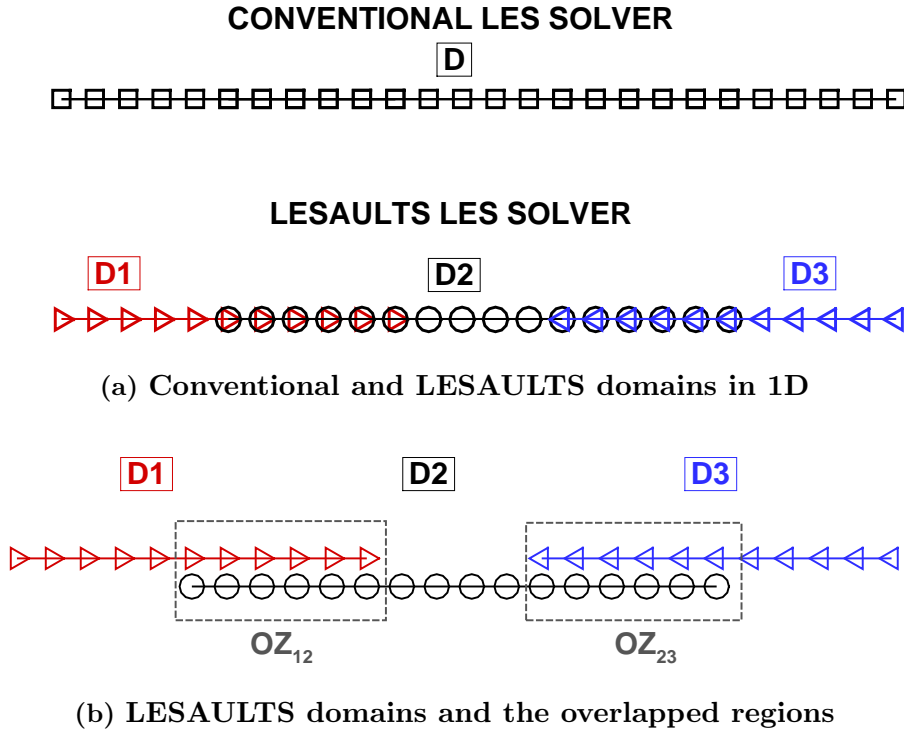 CONVENTIONAL LES SOLVER
D
LESAULTS LES SOLVER
D1 D2 D3
(a) Conventional and LESAULTS domains in 1D
D1 D2 D3
OZ12 OZ23
(b) LESAULTS domains and the overlapped regions